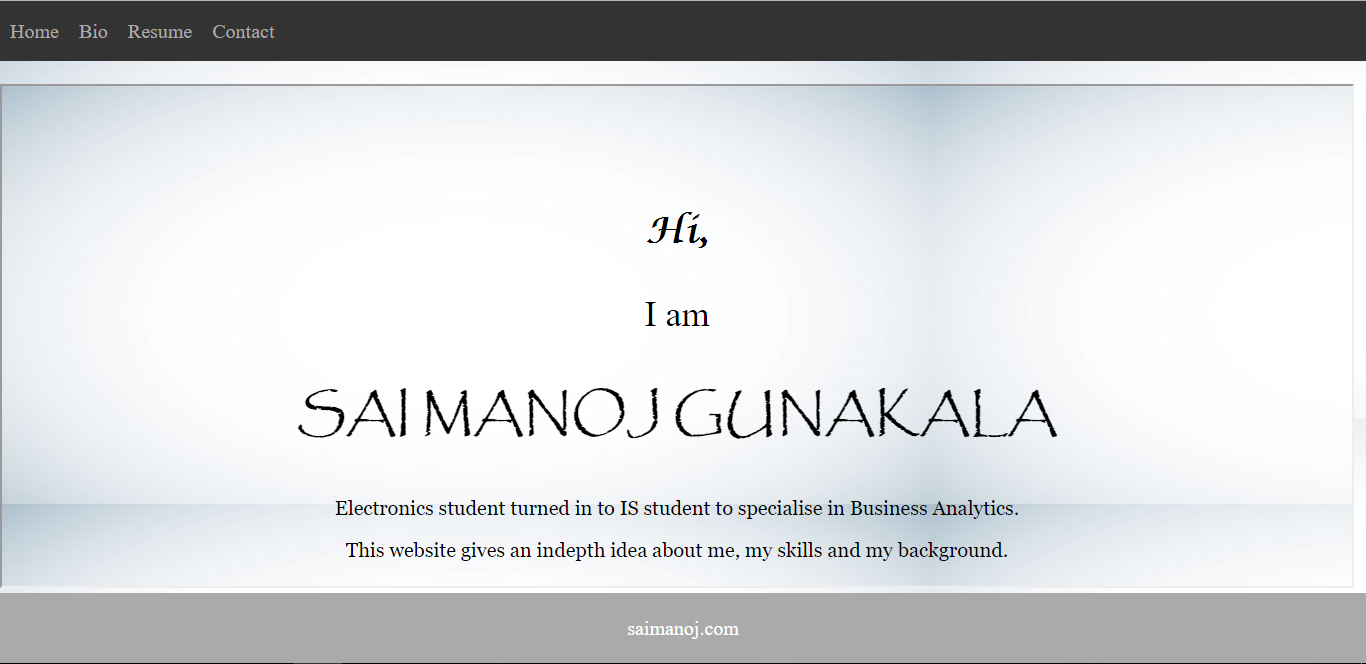 Home Bio Resume Contact
Hi,
I am
SAI MANOJ GUNAKALA
Electronics student turned in to IS student to specialise in Business Analytics.
This website gives an indepth idea about me, my skills and my background.
saimanoj.com